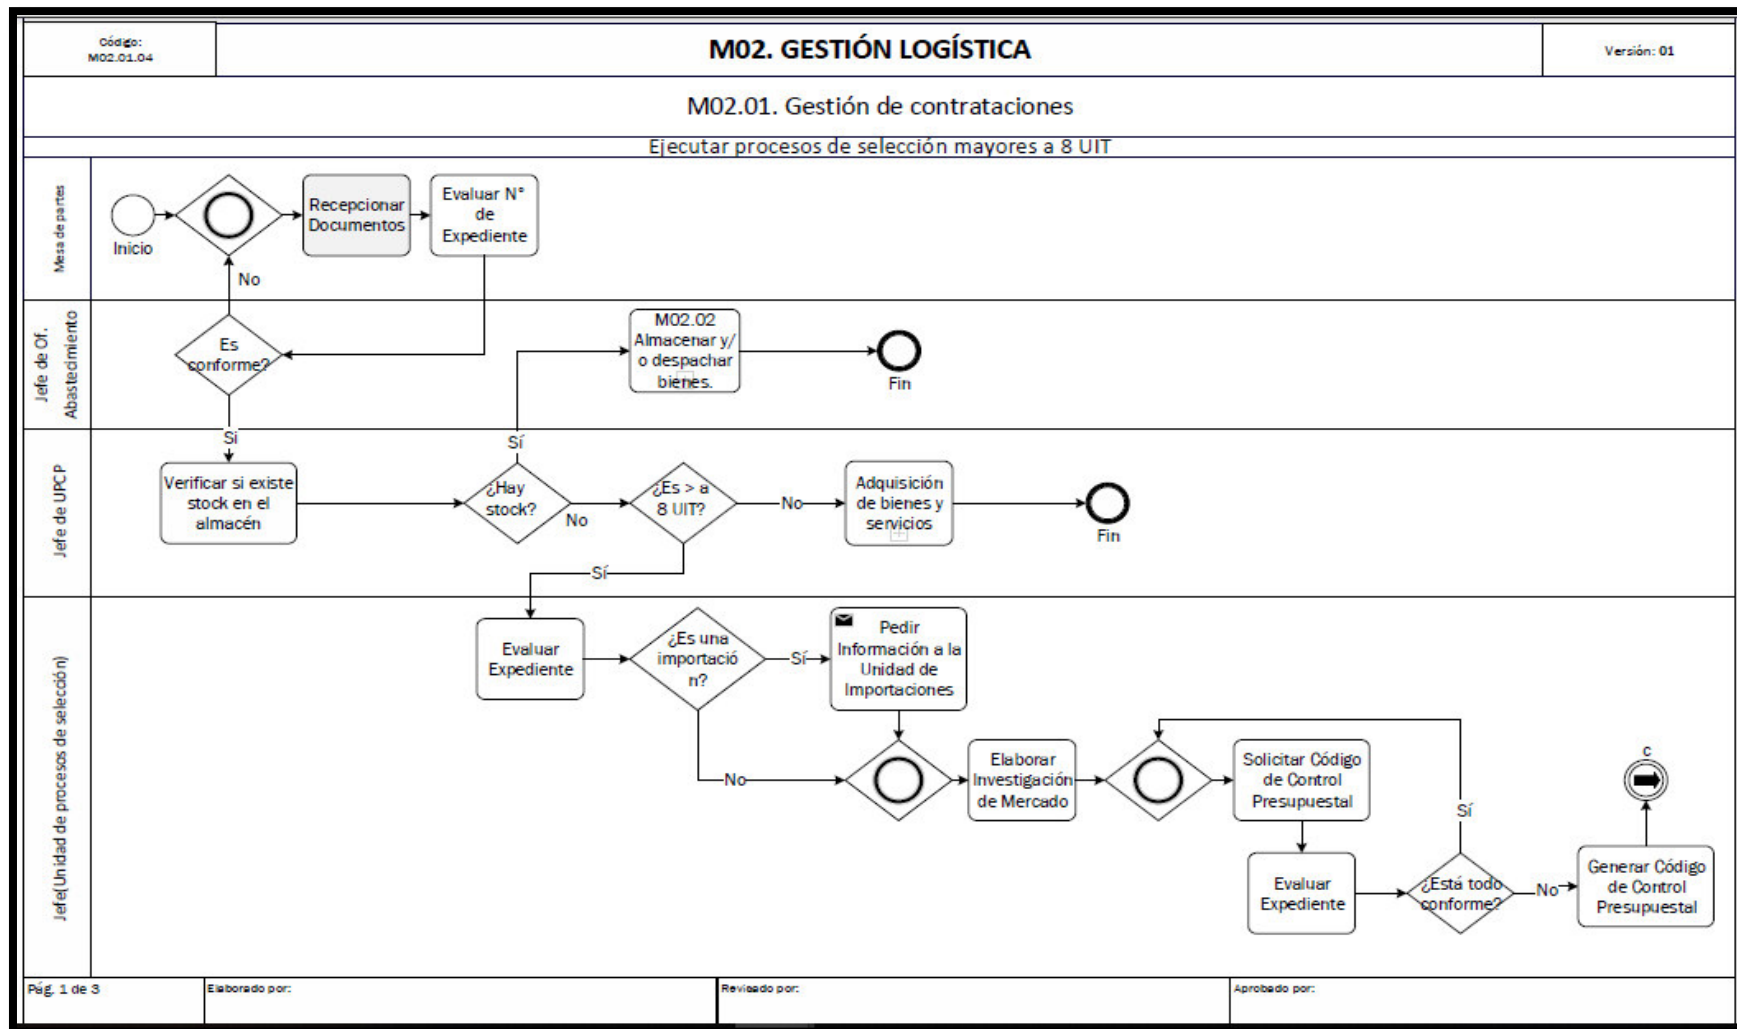 Código:
M02.01.04
M02. GESTIÓN LOGÍSTICA
Versión: 01
M02.01. Gestión de contrataciones
Ejecutar procesos de selección mayores a 8 UIT
Mesa de partes
Inicio
Recepcionar
Documentos
Evaluar N°
de
Expediente
No
Jefe de Of.
Abastecimiento
Es
conforme?
M02.02
Almacenar y/
o despachar
bienes.
Fin
Si
Sí
Jefe de UPCP
Verificar si existe
stock en el
almacén
¿Hay
stock?
No
¿Es > a
8 UIT?
No
Adquisición
de bienes y
servicios
Fin
Sí
Jefe(Unidad de procesos de selección)
Evaluar
Expediente
¿Es una
importació
n?
Sí
Pedir
Información a la
Unidad de
Importaciones
No
Elaborar
Investigación
de Mercado
Solicitar Código
de Control
Presupuestal
c
Sí
Evaluar
Expediente
¿Está todo
conforme?
No
Generar Código
de Control
Presupuestal
Pág. 1 de 3
Elaborado por:
Revisado por:
Aprobado por: